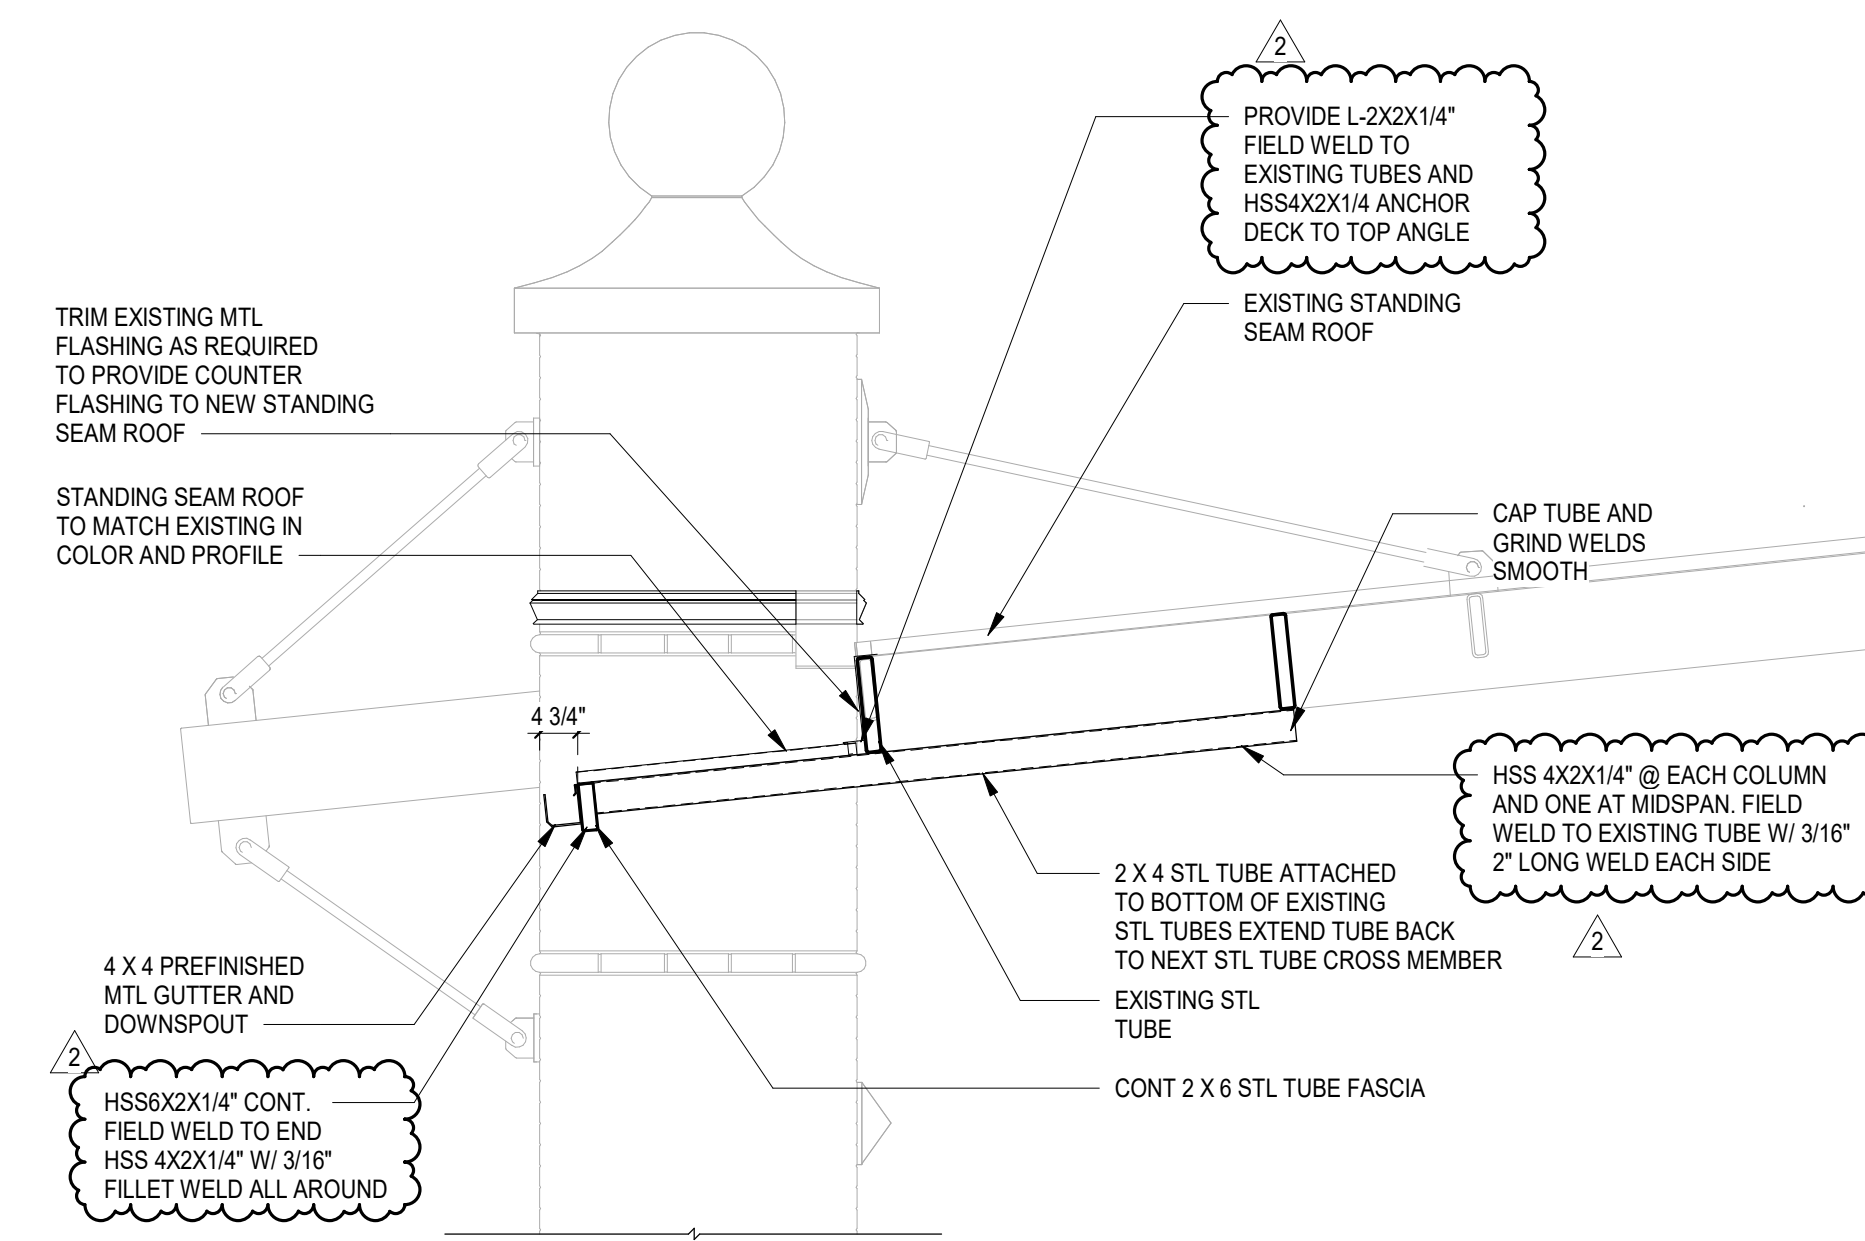 2
PROVIDE L-2X2X1/4"
FIELD WELD TO
EXISTING TUBES AND
HSS4X2X1/4 ANCHOR
DECK TO TOP ANGLE
EXISTING STANDING
SEAM ROOF
TRIM EXISTING MTL
FLASHING AS REQUIRED
TO PROVIDE COUNTER
FLASHING TO NEW STANDING
SEAM ROOF
STANDING SEAM ROOF
TO MATCH EXISTING IN
COLOR AND PROFILE
CAP TUBE AND
GRIND WELDS
SMOOTH
4 3/4"
HSS 4X2X1/4" @ EACH COLUMN
AND ONE AT MIDSPAN. FIELD
WELD TO EXISTING TUBE W/ 3/16"
2" LONG WELD EACH SIDE
2
2 X 4 STL TUBE ATTACHED
TO BOTTOM OF EXISTING
STL TUBES EXTEND TUBE BACK
TO NEXT STL TUBE CROSS MEMBER
EXISTING STL
TUBE
CONT 2 X 6 STL TUBE FASCIA
4 X 4 PREFINISHED
MTL GUTTER AND
DOWNSPOUT
2
HSS6X2X1/4" CONT.
FIELD WELD TO END
HSS 4X2X1/4" W/ 3/16"
FILLET WELD ALL AROUND